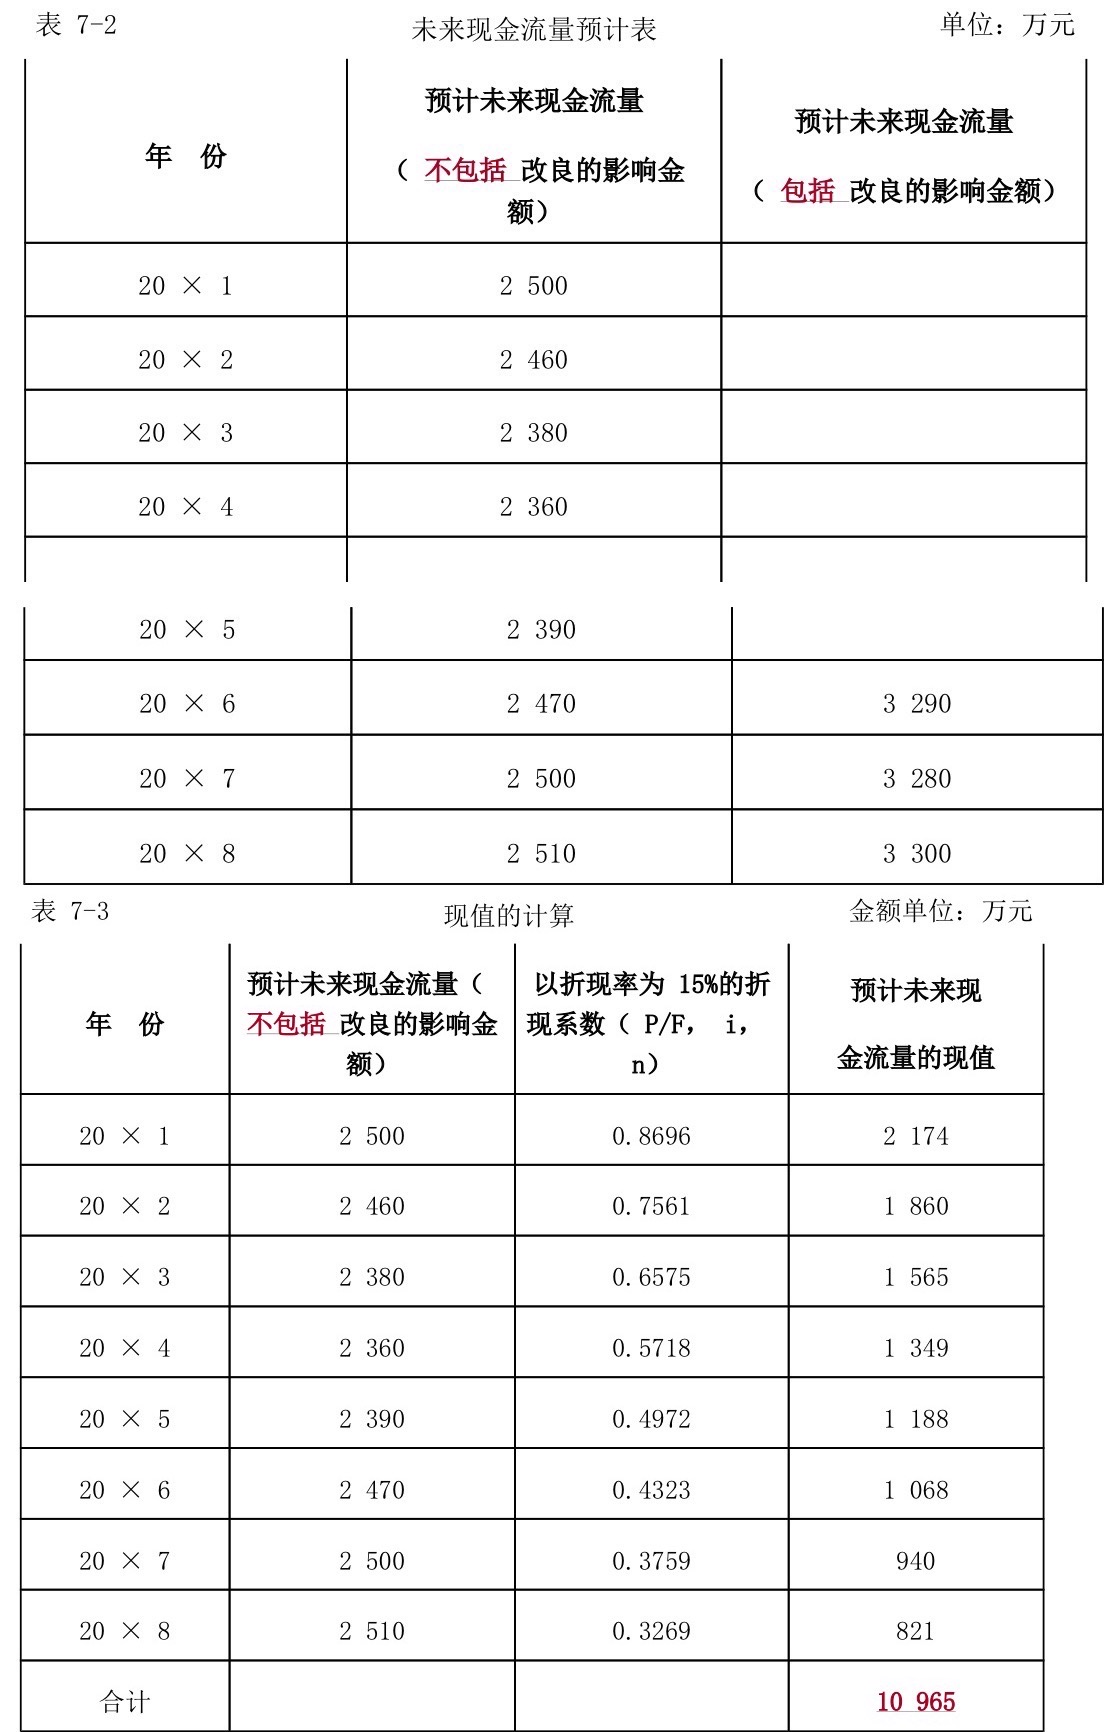 表 7-2 未来现金流量预计表 单位：万元
年 份 预计未来现金流量 预计未来现金流量
（ 不包括 改良的影响金 （ 包括 改良的影响金额）
额）
20 × 1 2 500
20 × 2 2 460
20 × 3 2 380
20 × 4 2 360
20 × 5 2 390
20 × 6 2 470 3 290
20 × 7 2 500 3 280
20 × 8 2 510 3 300
表 7-3 现值的计算 金额单位：万元
年 份 预计未来现金流量（ 以折现率为 15%的折 预计未来现
不包括 改良的影响金 现系数（ P/F， i， 金流量的现值
额） n）
20 × 1 2 500 0.8696 2 174
20 × 2 2 460 0.7561 1 860
20 × 3 2 380 0.6575 1 565
20 × 4 2 360 0.5718 1 349
20 × 5 2 390 0.4972 1 188
20 × 6 2 470 0.4323 1 068
20 × 7 2 500 0.3759 940
20 × 8 2 510 0.3269 821
合计 10 965